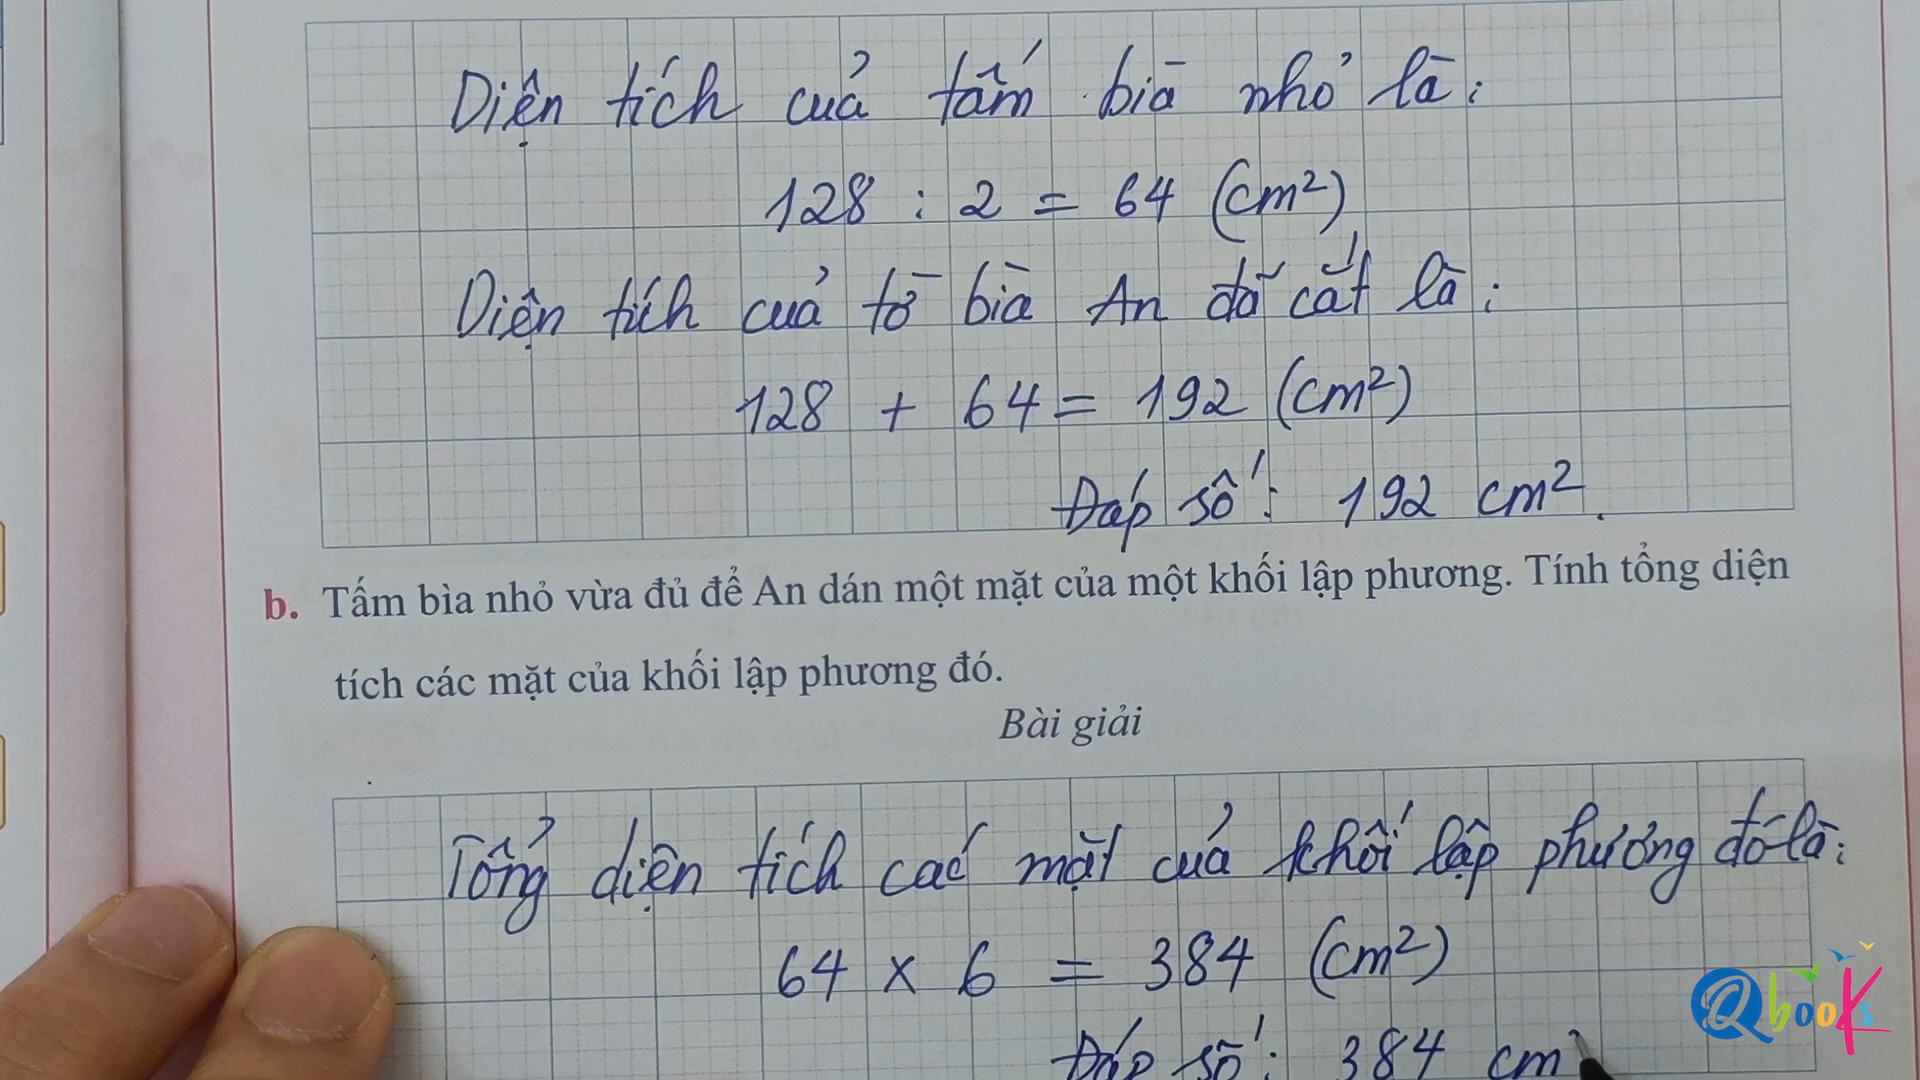 Diện tích của tấm bìa nhỏ là:
128 : 2 = 64 (cm²)
Diện tích của tờ bìa An đã cắt là:
128 + 64 = 192 (cm²)
Đáp số: 192 cm².
b. Tấm bìa nhỏ vừa đủ để An dán một mặt của một khối lập phương. Tính tổng diện
tích các mặt của khối lập phương đó.
Bài giải
Tổng diện tích các mặt của khối lập phương đó là:
64 x 6 = 384 (cm²)
Đáp số: 384 cm²
Qbooks